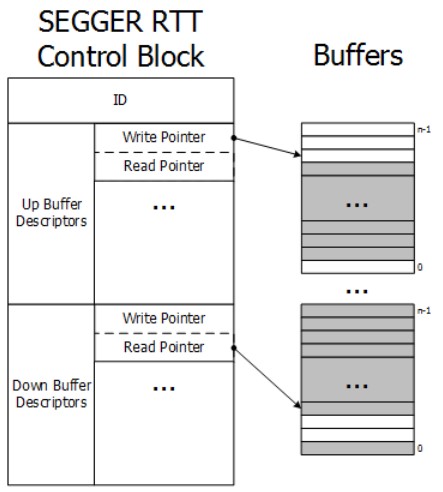 SEGGER RTT
Control Block
Buffers
ID
Write Pointer
Read Pointer
...
Up Buffer
Descriptors
n-1
...
0
...
Write Pointer
Read Pointer
...
Down Buffer
Descriptors
n-1
...
0